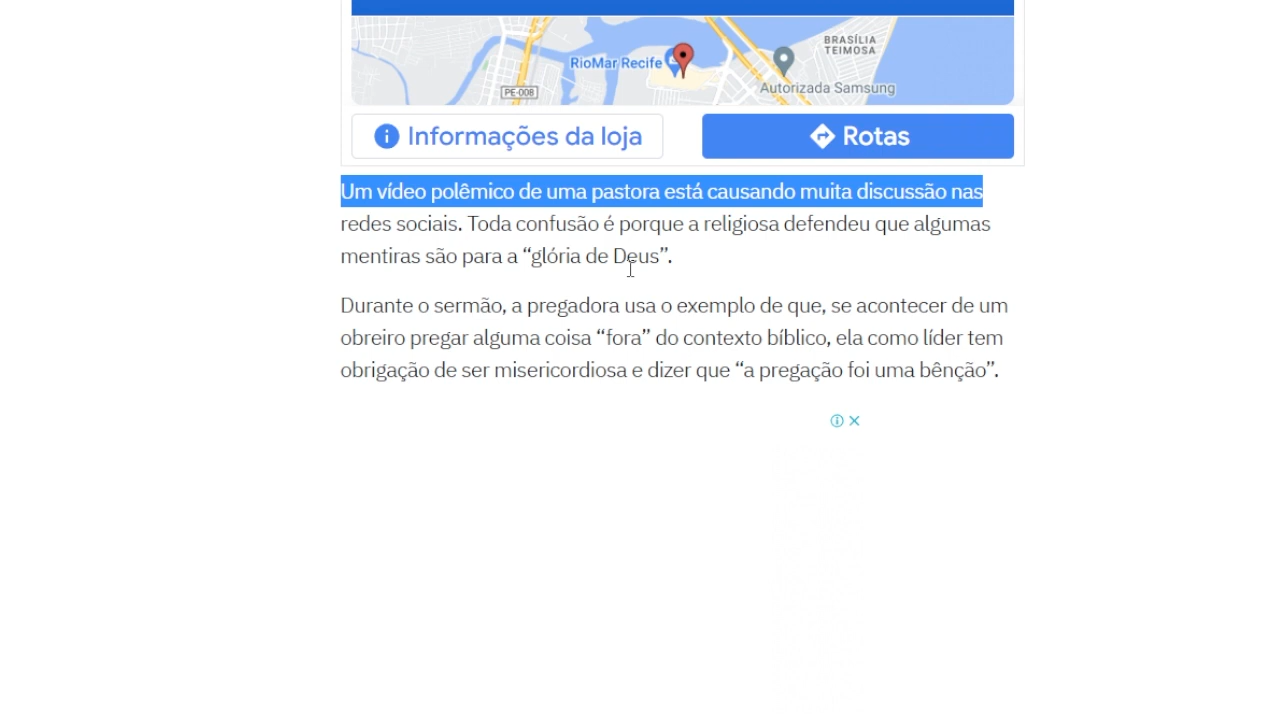 BRASÍLIA
TEIMOSA
RioMar Recife
PE-008
Autorizada Samsung
Informações da loja
Rotas
Um vídeo polêmico de uma pastora está causando muita discussão nas
redes sociais. Toda confusão é porque a religiosa defendeu que algumas
mentiras são para a “glória de Deus”.
Durante o sermão, a pregadora usa o exemplo de que, se acontecer de um
obreiro pregar alguma coisa “fora” do contexto bíblico, ela como líder tem
obrigação de ser misericordiosa e dizer que “a pregação foi uma bênção”.